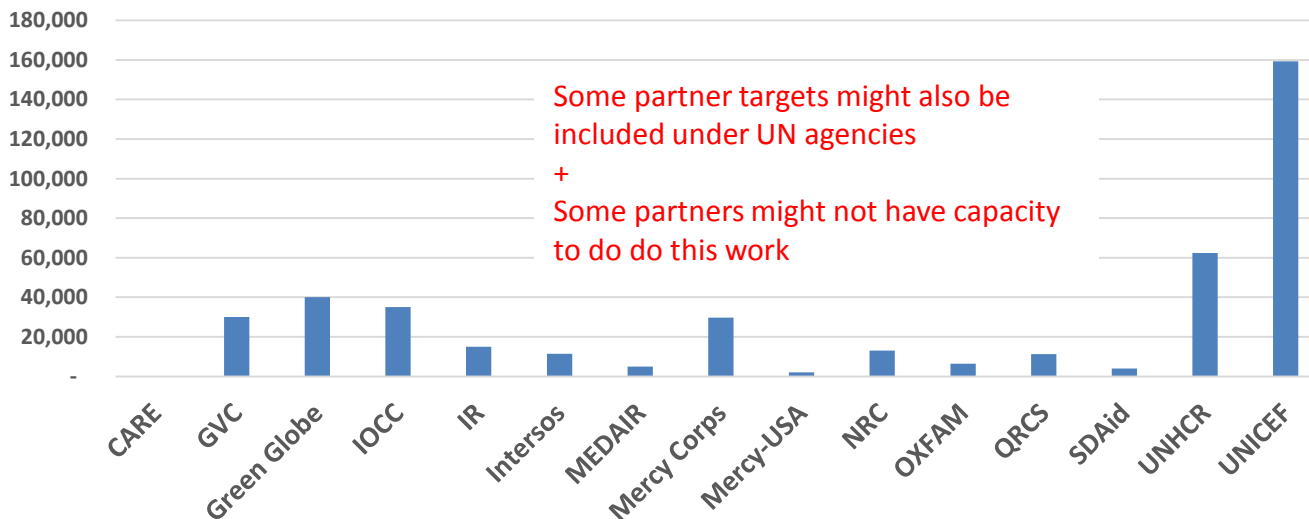 180,000
160,000
140,000
120,000
100,000
80,000
60,000
40,000
20,000
-
Some partner targets might also be
included under UN agencies
+
Some partners might not have capacity
to do do this work
CARE
GVC
Green Globe
IOCC
IR
Intersos
MEDAIR
Mercy Corps
Mercy-USA
NRC
OXFAM
QRCS
SDAid
UNHCR
UNICEF